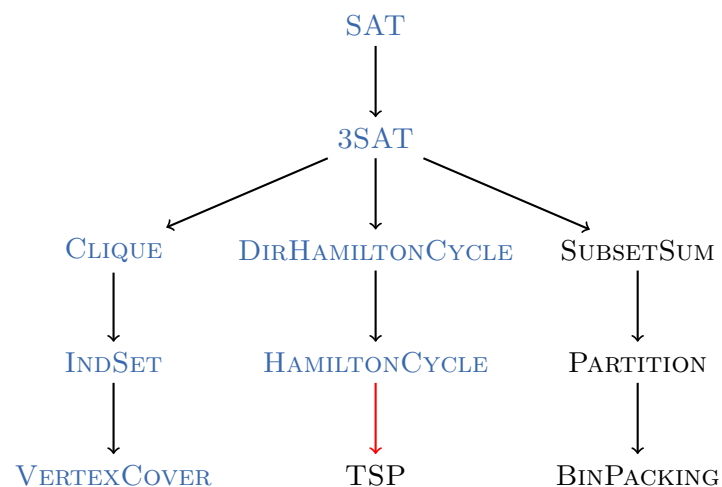 SAT
3SAT
CLIQUE DIRHAMILTONCYCLE SUBSETSUM
INDSET HAMILTONCYCLE PARTITION
VERTEXCOVER TSP BINPACKING